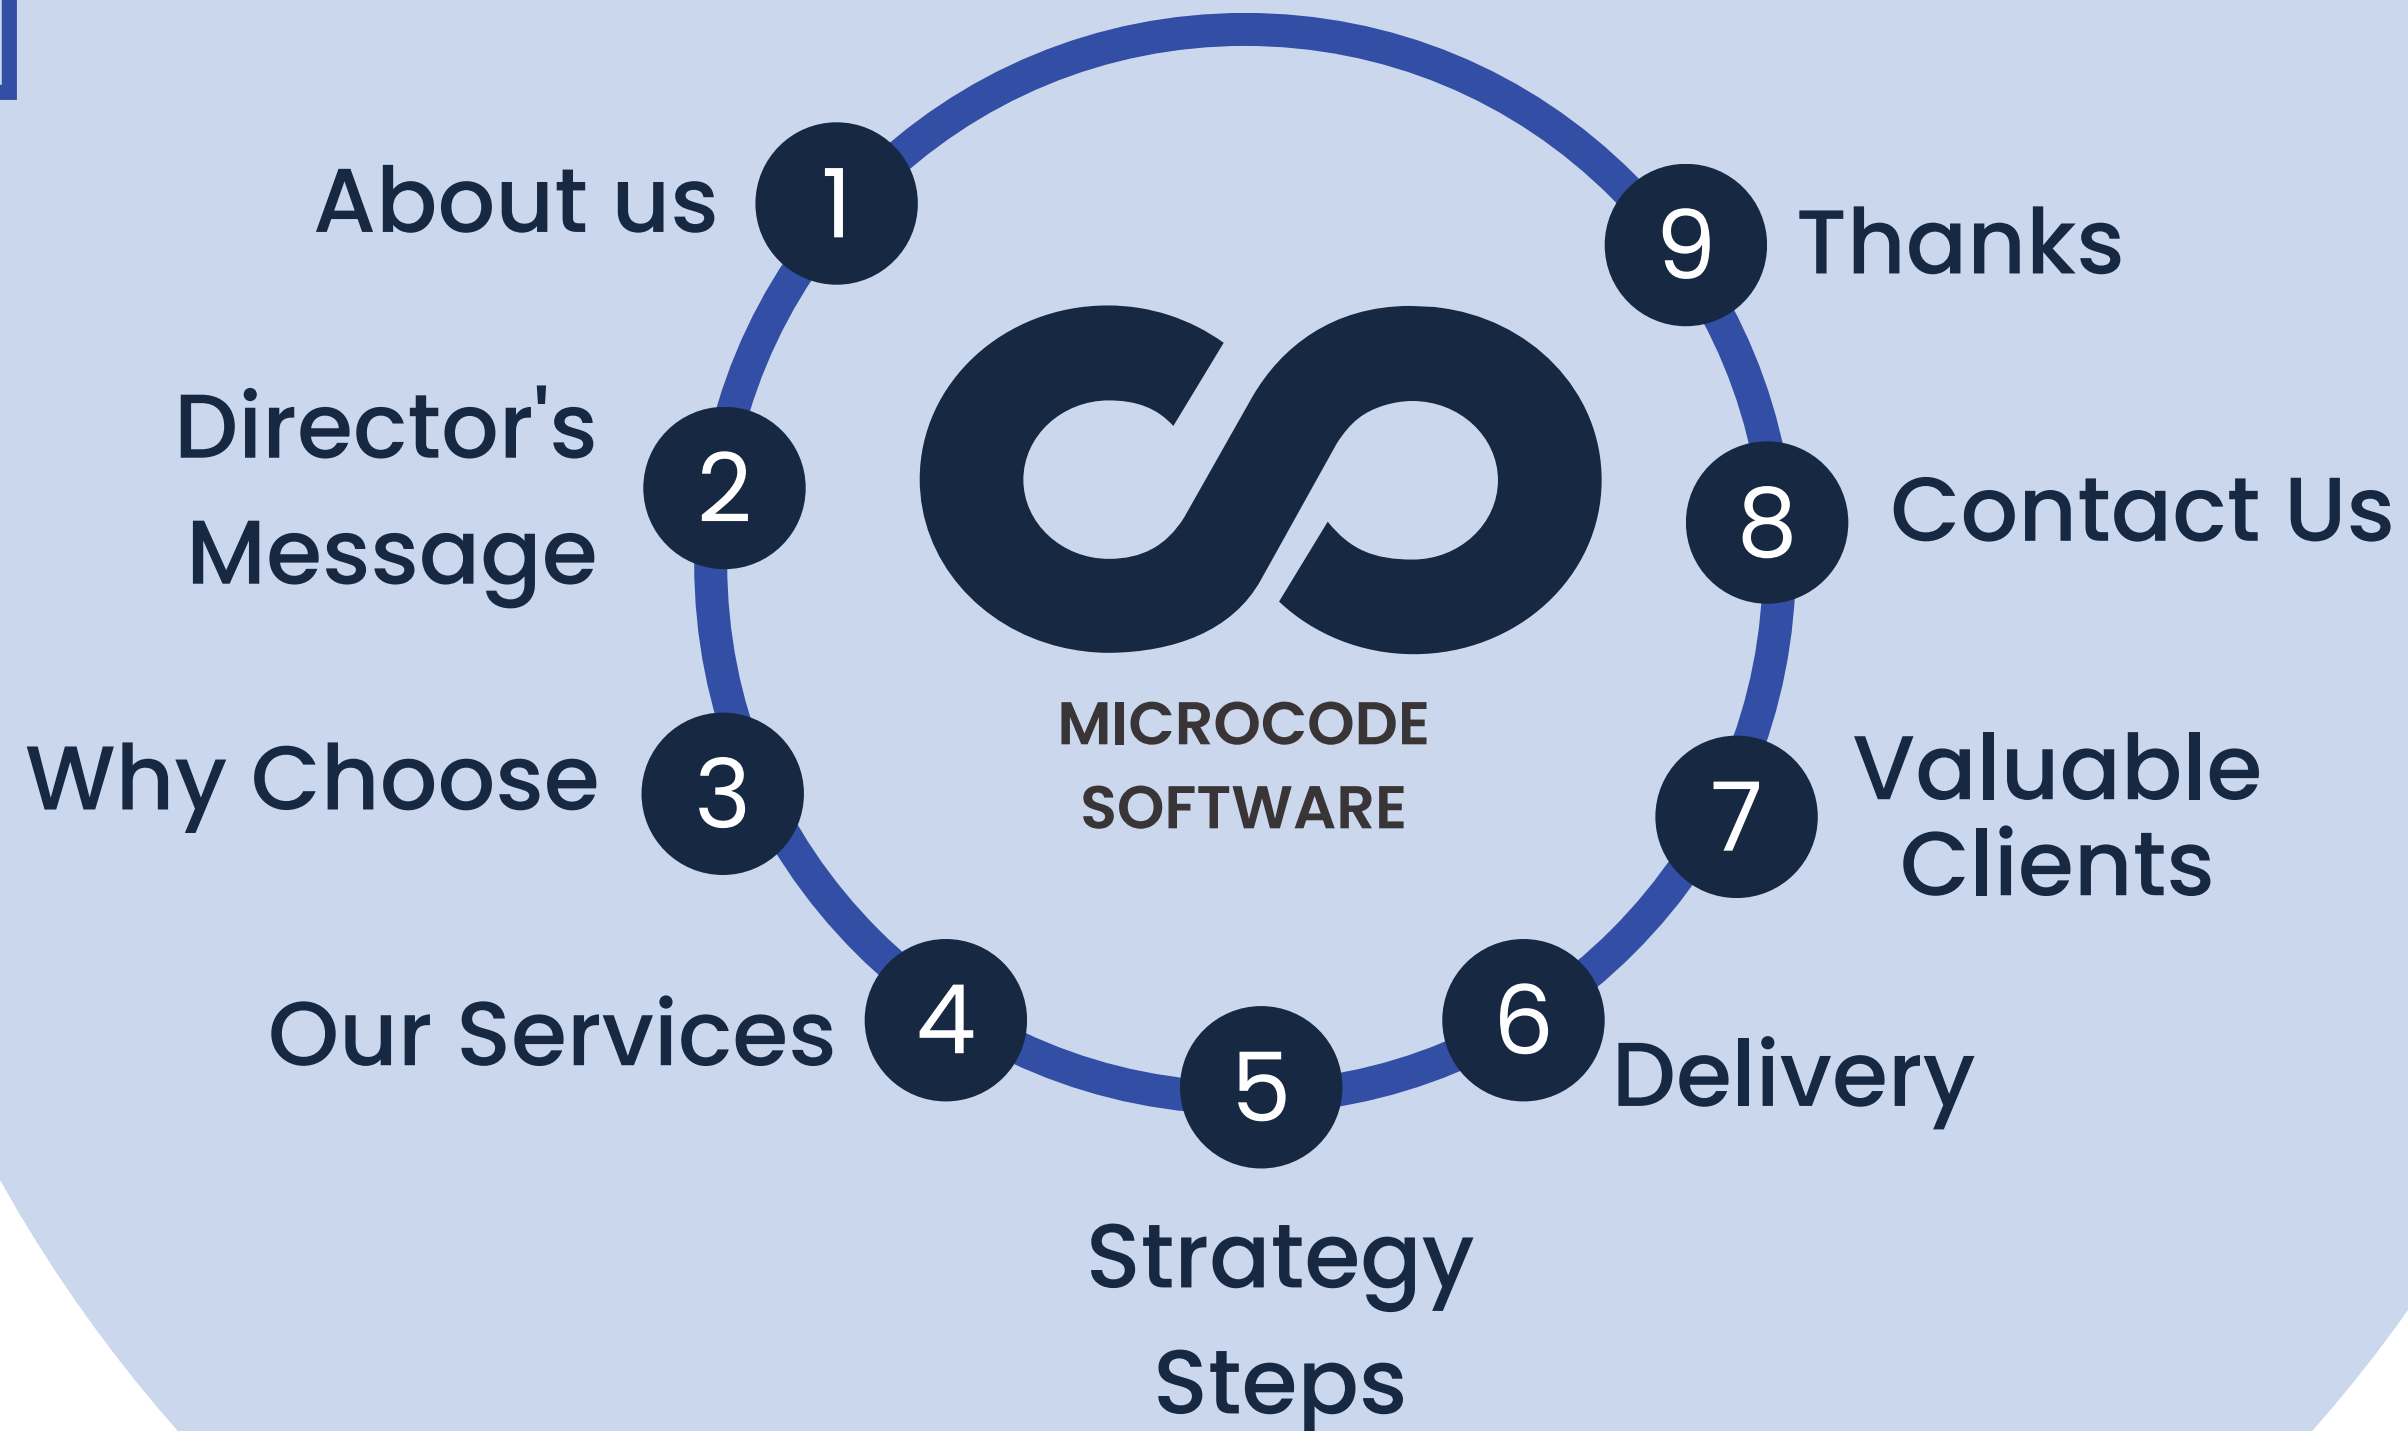 About us
1
Director's
Message
2
Why Choose
3
Our Services
4
5
Strategy
Steps
6
Delivery
7
Valuable
Clients
8
Contact Us
9
Thanks
MICROCODE
SOFTWARE